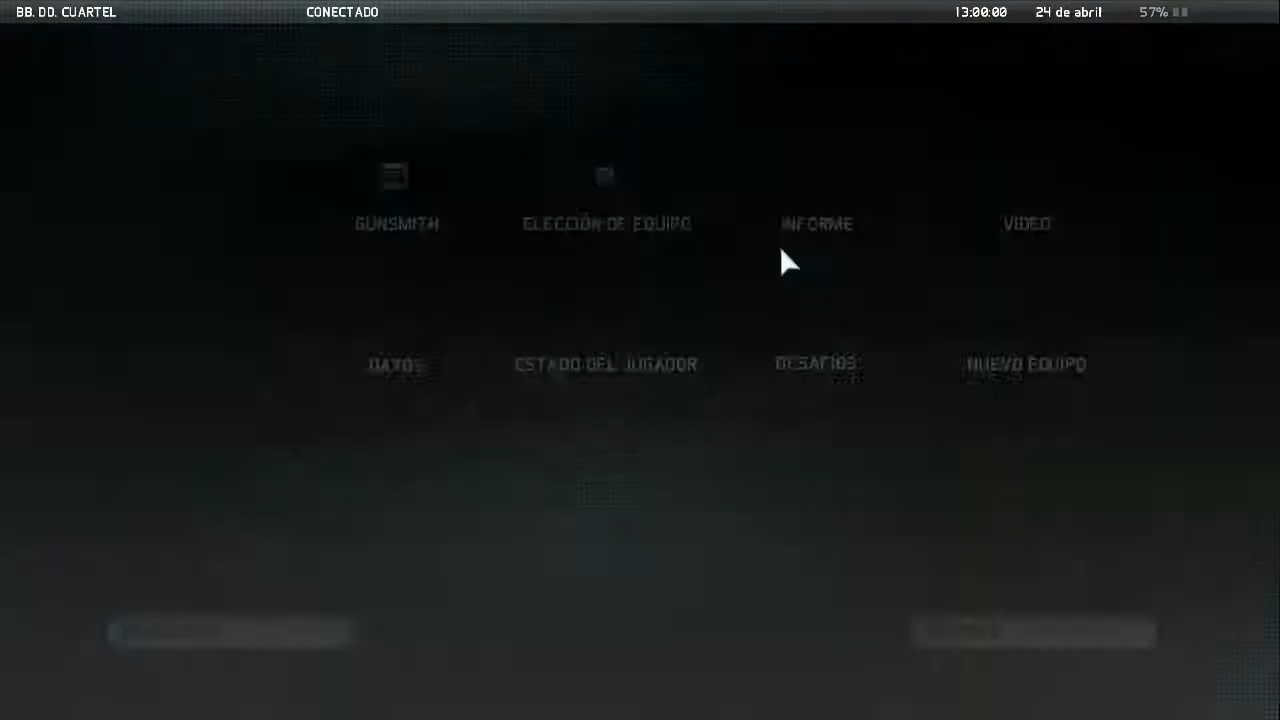 BB. DD. CUARTEL CONECTADO 13:00:00 24 de abril 57%
GUNSMITH ELECCIÓN DE EQUIPO INFORME VIDEO
DATOS ESTADO DEL JUGADOR DESAFÍOS NUEVO EQUIPO